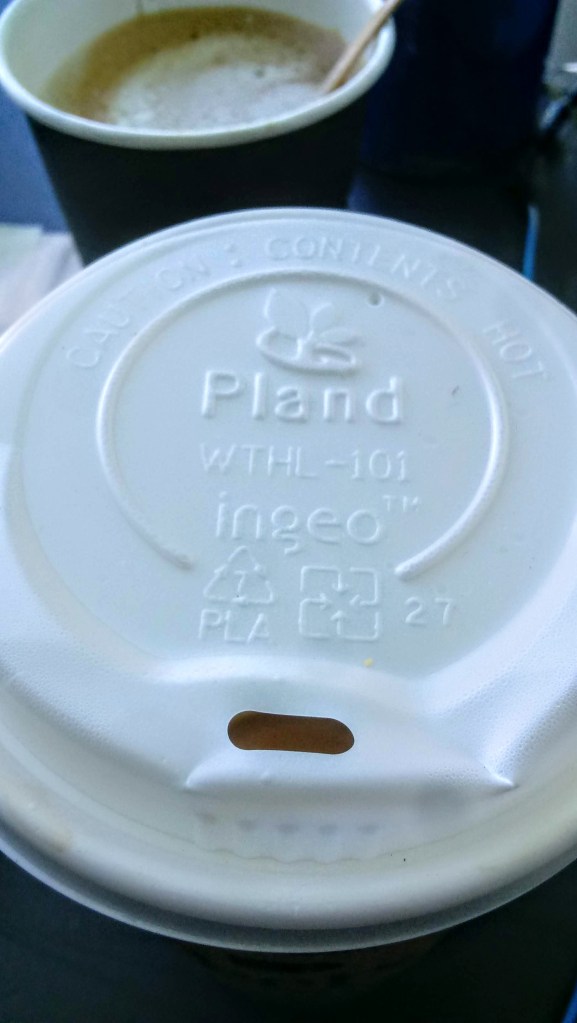 CAUTION : CONTENTS HOT
Pland
WTHL-101
ingeo™
7
PLA
27